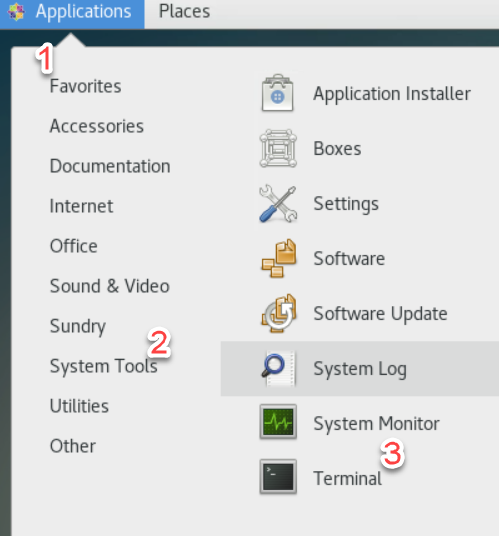 Applications Places
1
Favorites
Accessories
Documentation
Internet
Office
Sound & Video
Sundry
2
System Tools
Utilities
Other
Application Installer
Boxes
Settings
Software
Software Update
System Log
System Monitor
3
Terminal